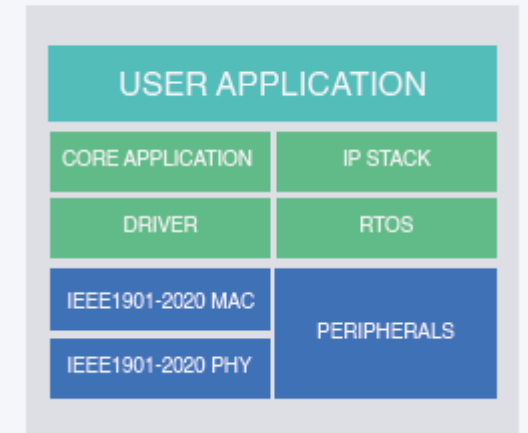 USER APPLICATION
CORE APPLICATION
IP STACK
DRIVER
RTOS
IEEE1901-2020 MAC
PERIPHERALS
IEEE1901-2020 PHY